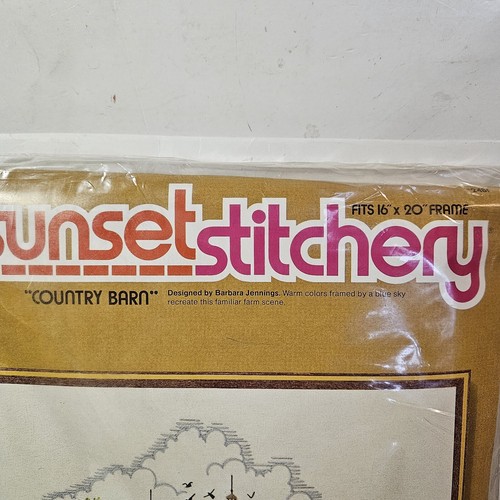 FITS 16" x 20" FRAME
sunset stitchery
"COUNTRY BARN"
Designed by Barbara Jennings. Warm colors framed by a blue sky
recreate this familiar farm scene.